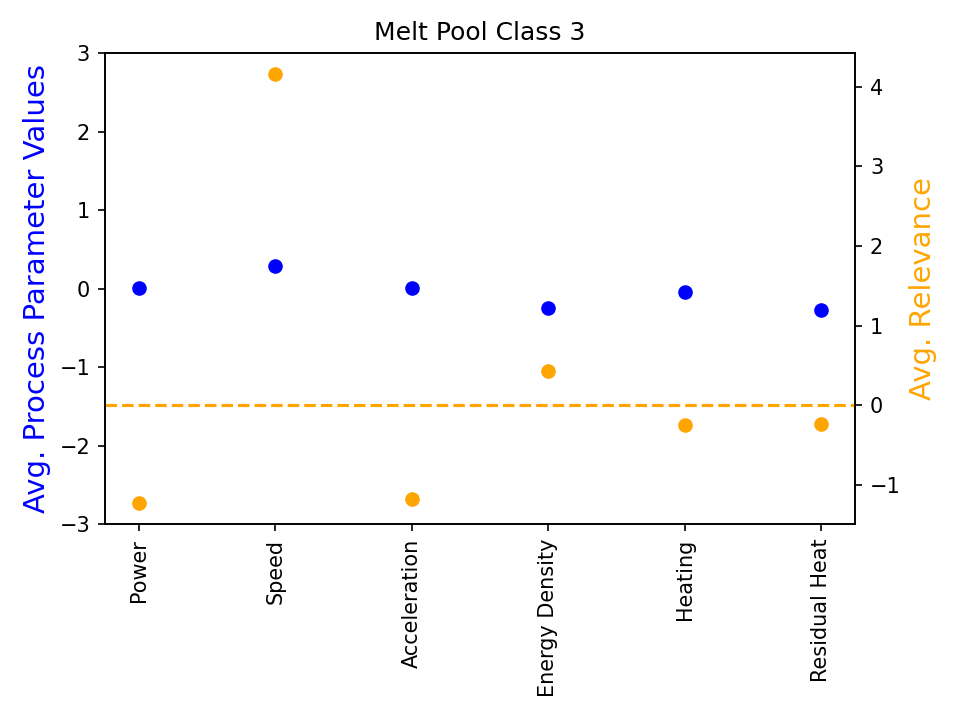 Melt Pool Class 3
Avg. Process Parameter Values
3
2
1
0
−1
−2
−3
4
3
2
1
0
−1
Avg. Relevance
Power
Speed
Acceleration
Energy Density
Heating
Residual Heat